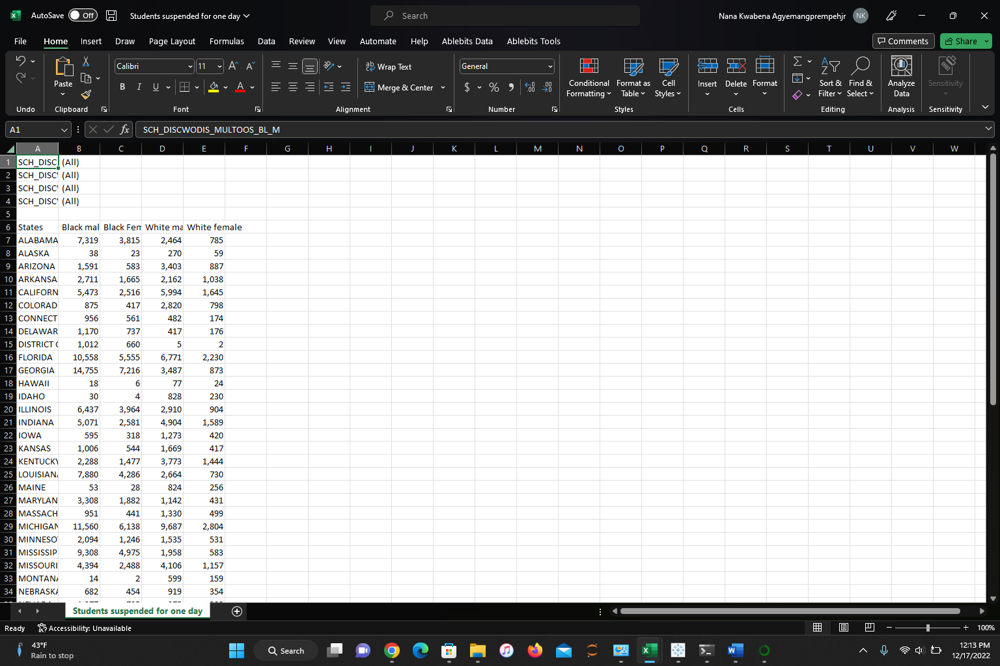 AutoSave Off Students suspended for one day Search Nana Kwabena Agyemangprempehjr NK
File Home Insert Draw Page Layout Formulas Data Review View Automate Help Ablebits Data Ablebits Tools Comments Share
Undo
Paste
Clipboard
Calibri 11
B I U A
Font
Wrap Text
Merge & Center
Alignment
General
$ % 9
Number
Conditional Formatting
Format as Table
Cell Styles
Styles
Insert Delete Format
Cells
Sort & Filter
Find & Select
Editing
Analyze Data
Analysis
Sensitivity
Sensitivity
A1 fx SCH_DISCWODIS_MULTOOS_BL_M
A B C D E F G H I J K L M N O P Q R S T U V W
1 SCH_DISC (All)
2 SCH_DISC (All)
3 SCH_DISC (All)
4 SCH_DISC (All)
5
6 States Black mal Black Fem White ma White female
7 ALABAMA 7,319 3,815 2,464 785
8 ALASKA 38 23 270 59
9 ARIZONA 1,591 583 3,403 887
10 ARKANSA 2,711 1,665 2,162 1,038
11 CALIFORN 5,473 2,516 5,994 1,645
12 COLORAD 875 417 2,820 798
13 CONNECT 956 561 482 174
14 DELAWAR 1,170 737 417 176
15 DISTRICT 1,012 660 5 2
16 FLORIDA 10,558 5,555 6,771 2,230
17 GEORGIA 14,755 7,216 3,487 873
18 HAWAII 18 6 77 24
19 IDAHO 30 4 828 230
20 ILLINOIS 6,437 3,964 2,910 904
21 INDIANA 5,071 2,581 4,904 1,589
22 IOWA 595 318 1,273 420
23 KANSAS 1,006 544 1,669 417
24 KENTUCKY 2,288 1,477 3,773 1,444
25 LOUISIAN 7,880 4,286 2,664 730
26 MAINE 53 28 824 256
27 MARYLAN 3,308 1,882 1,142 431
28 MASSACH 951 441 1,330 499
29 MICHIGAN 11,560 6,138 9,687 2,804
30 MINNESO 2,094 1,246 1,535 531
31 MISSISSIP 9,308 4,975 1,958 583
32 MISSOURI 4,394 2,488 4,106 1,157
33 MONTANA 14 2 599 159
34 NEBRASKA 682 454 919 354
Students suspended for one day
Ready Accessibility: Unavailable 100%
43°F
Rain to stop
Search
12:13 PM
12/17/2022